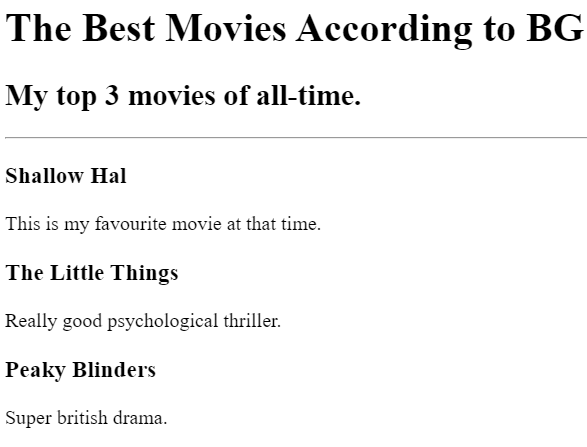 The Best Movies According to BG
My top 3 movies of all-time.
Shallow Hal
This is my favourite movie at that time.
The Little Things
Really good psychological thriller.
Peaky Blinders
Super british drama.